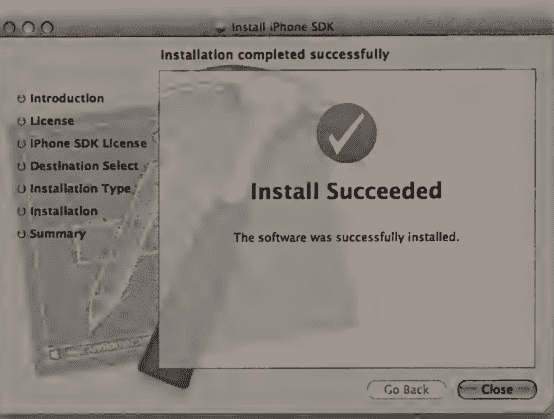 Install iPhone SDK
Installation completed successfully
Introduction
License
iPhone SDK License
Destination Select
Installation Type
Installation
Summary
Install Succeeded
The software was successfully installed.
Go Back
Close